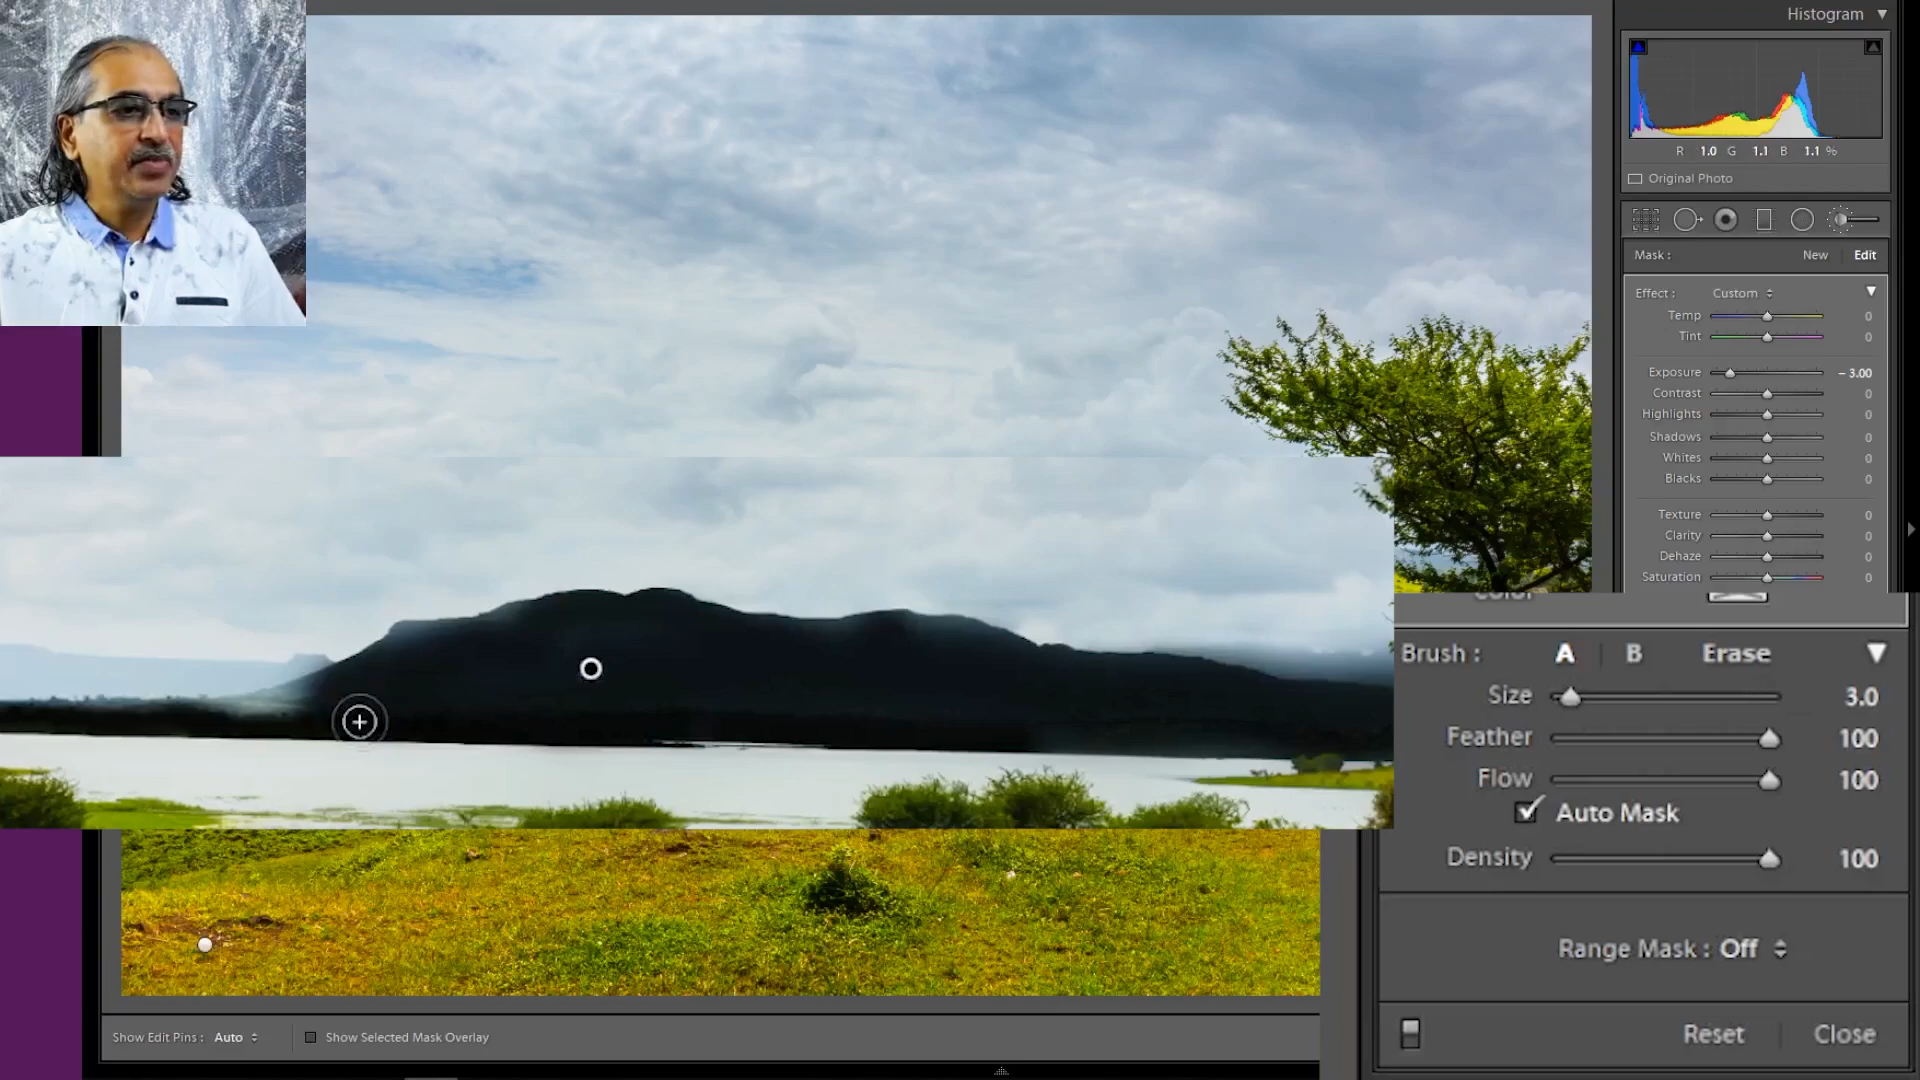 Histogram
R 1.0 G 1.1 B 1.1 %
Original Photo
Mask : New Edit
Effect : Custom
Temp 0
Tint 0
Exposure – 3.00
Contrast 0
Highlights 0
Shadows 0
Whites 0
Blacks 0
Texture 0
Clarity 0
Dehaze 0
Saturation 0
Color
Brush : A B Erase
Size 3.0
Feather 100
Flow 100
Auto Mask
Density 100
Range Mask : Off
Reset Close
Show Edit Pins : Auto Show Selected Mask Overlay